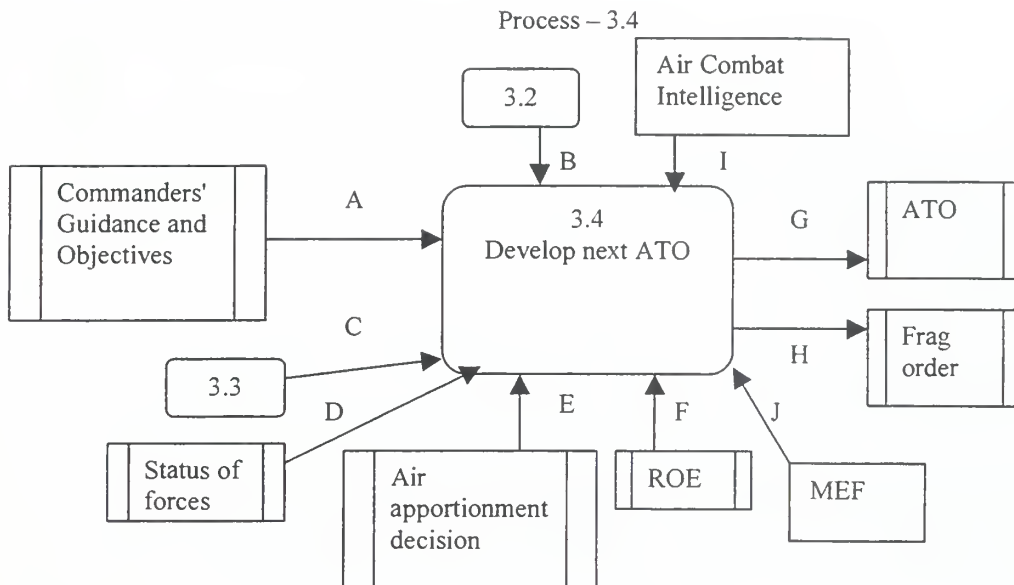 Process – 3.4
Air Combat
Intelligence
3.2
B
I
Commanders'
Guidance and
Objectives
A
3.4
Develop next ATO
G
ATO
C
H
Frag
order
3.3
D
E
F
J
Status of
forces
Air
apportionment
decision
ROE
MEF